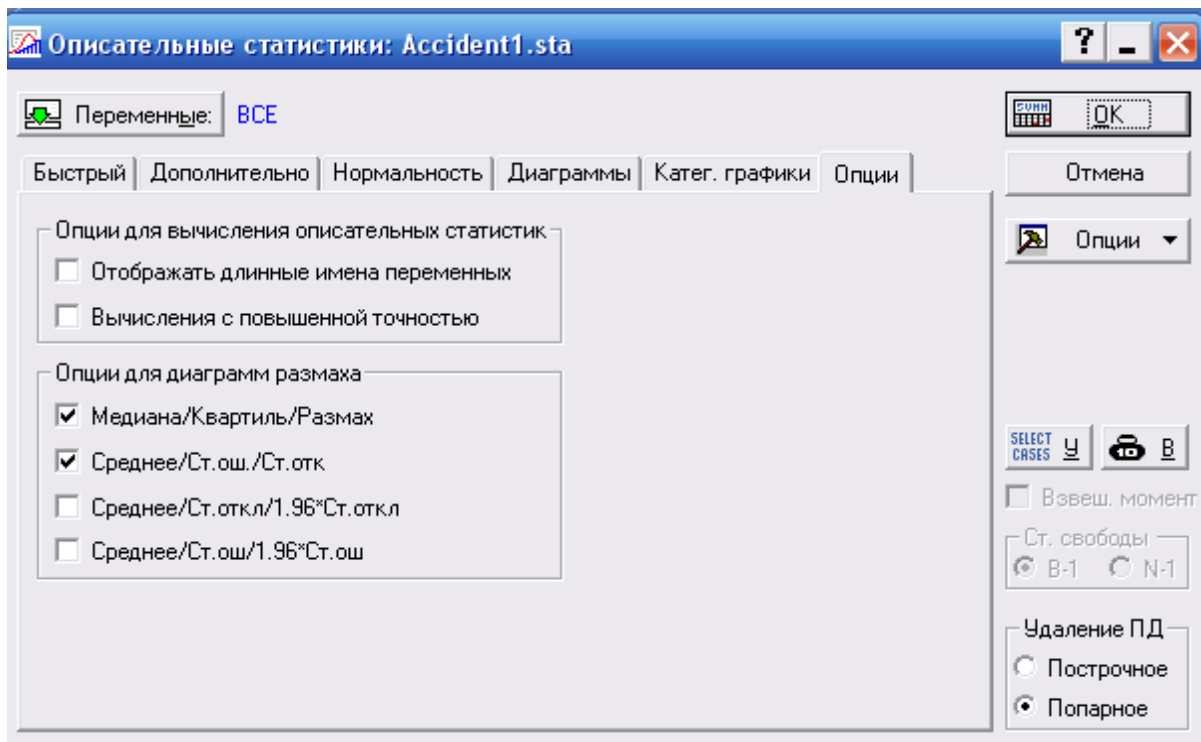 Описательные статистики: Accident1.sta
?
Переменные: ВСЕ
SUMM OK
Быстрый Дополнительно Нормальность Диаграммы Катег. графики Опции
Отмена
Опции для вычисления описательных статистик
Опции
Отображать длинные имена переменных
Вычисления с повышенной точностью
Опции для диаграмм размаха
Медиана/Квартиль/Размах
Среднее/Ст.ош./Ст.отк
SELECT CASES У В
Среднее/Ст.откл/1.96*Ст.откл
Взвеш. момент
Среднее/Ст.ош/1.96*Ст.ош
Ст. свободы
В-1 N-1
Удаление ПД
Построчное
Попарное